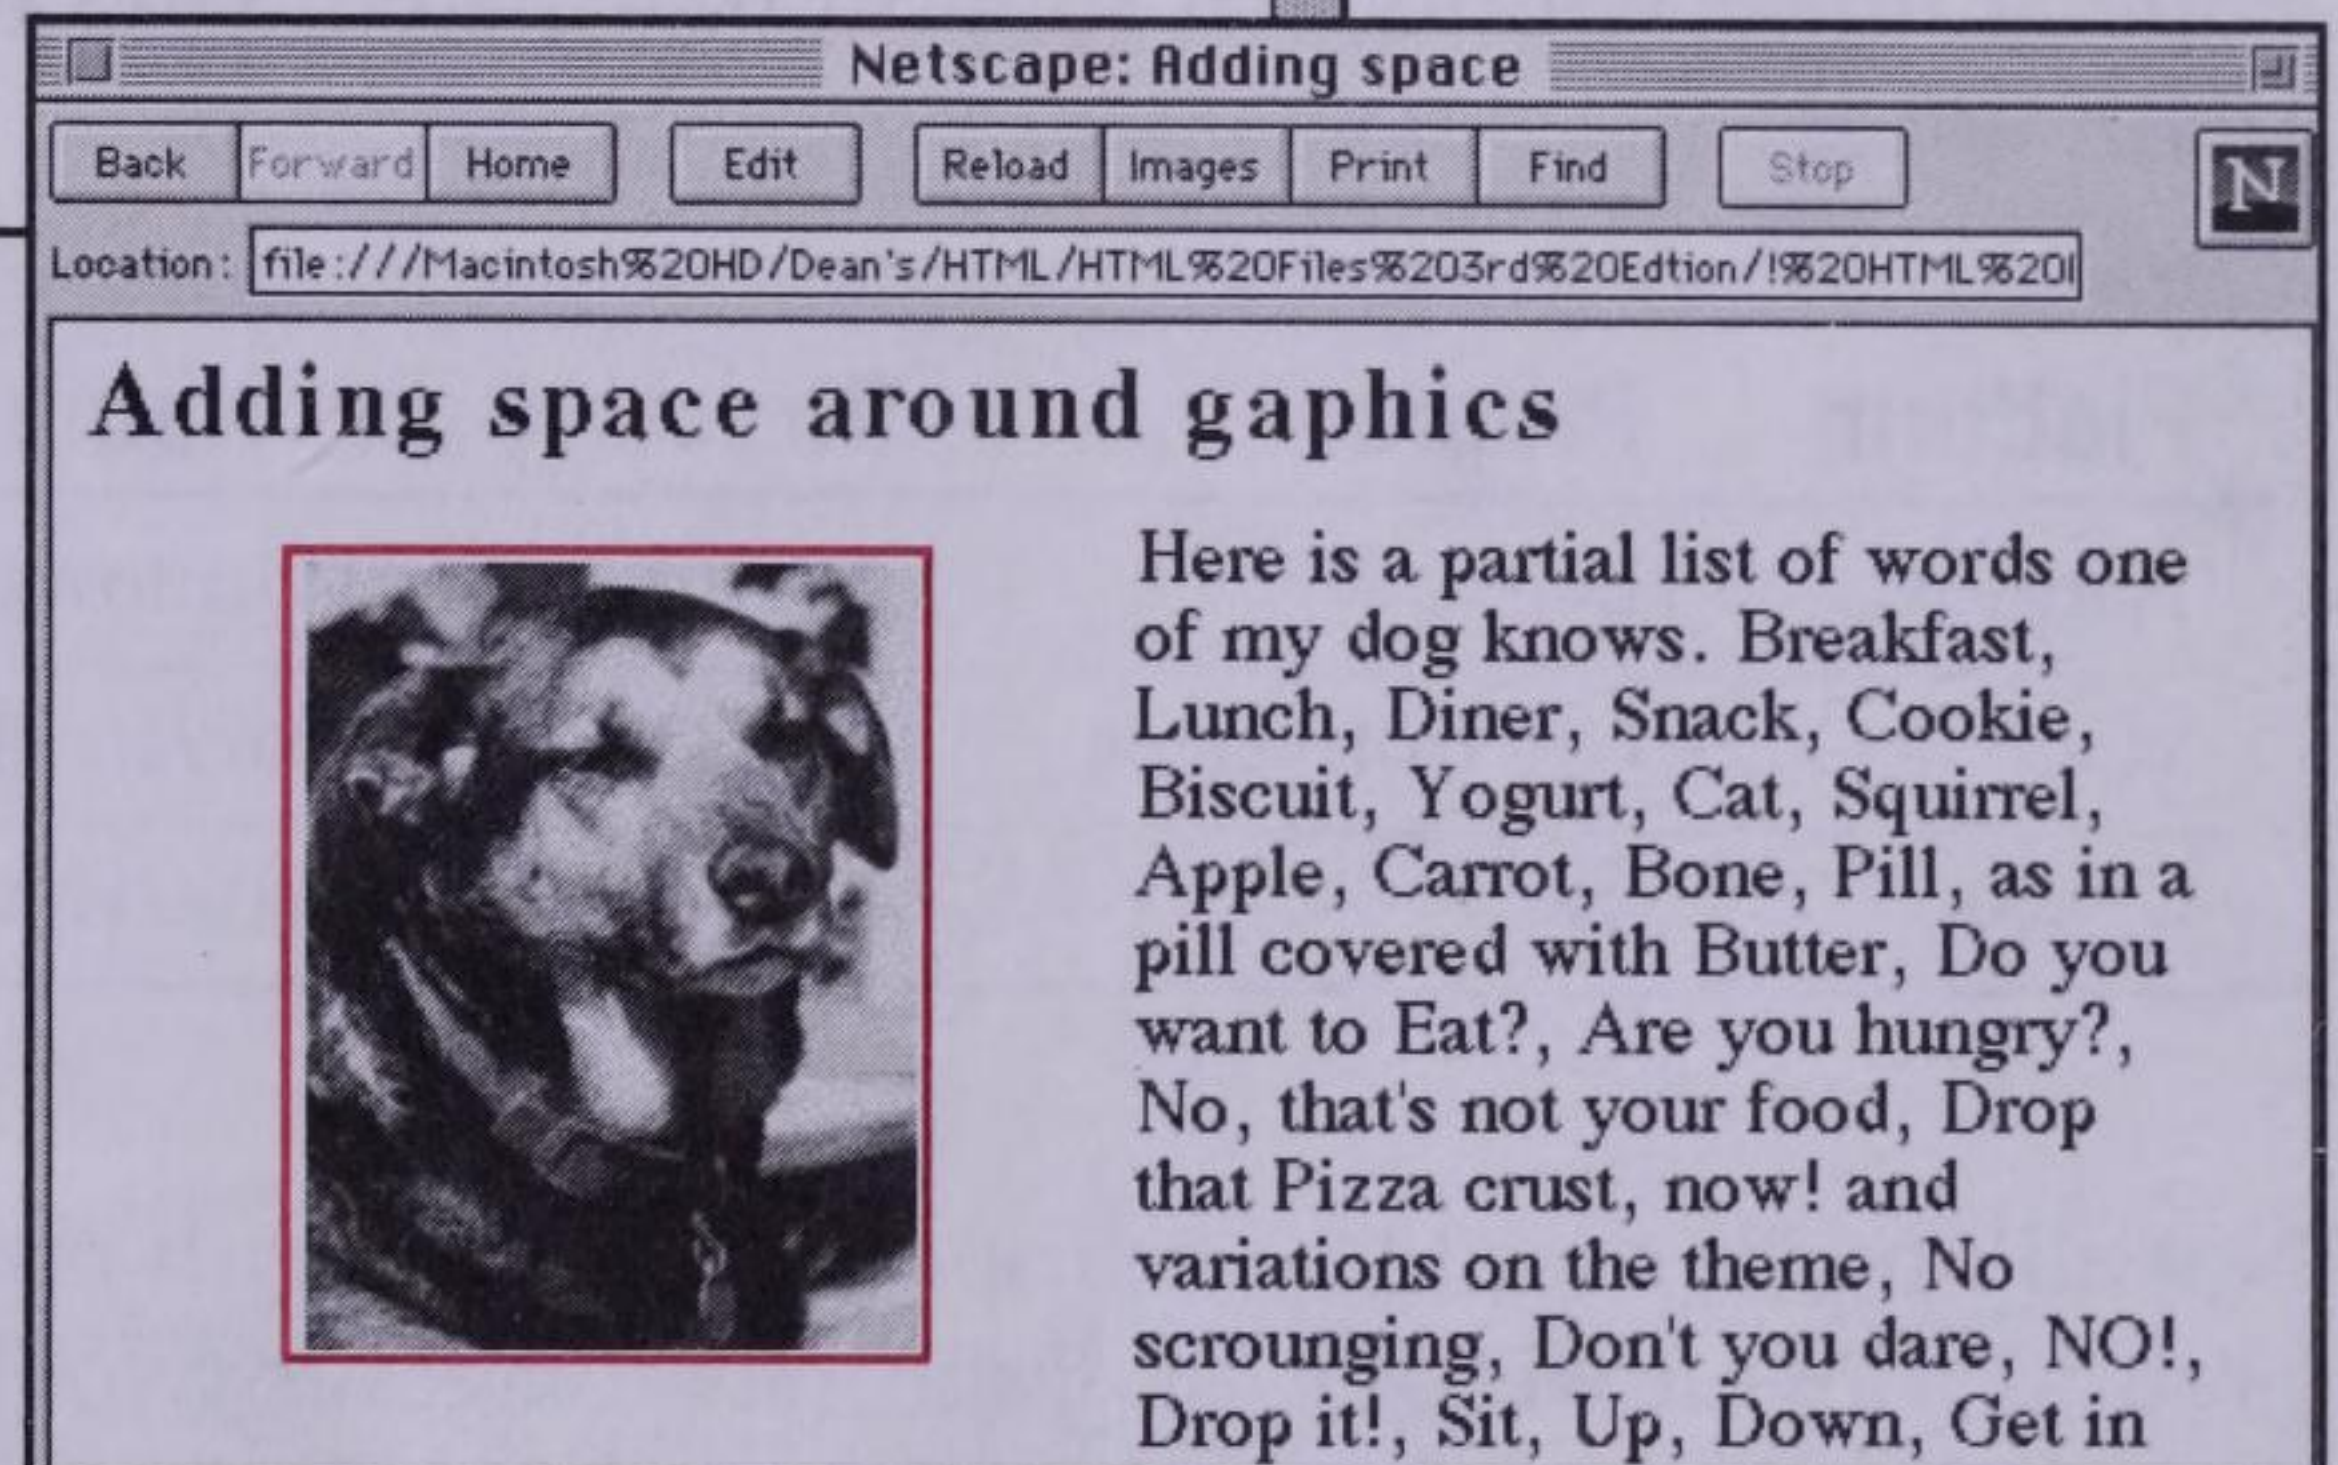 Netscape: Adding space
Back Forward Home Edit Reload Images Print Find Stop
N
Location: file:///Macintosh%20HD/Dean's/HTML/HTML%20Files%203rd%20Edtion/!%20HTML%20I
Adding space around gaphics
Here is a partial list of words one
of my dog knows. Breakfast,
Lunch, Diner, Snack, Cookie,
Biscuit, Yogurt, Cat, Squirrel,
Apple, Carrot, Bone, Pill, as in a
pill covered with Butter, Do you
want to Eat?, Are you hungry?,
No, that's not your food, Drop
that Pizza crust, now! and
variations on the theme, No
scrounging, Don't you dare, NO!,
Drop it!, Sit, Up, Down, Get in